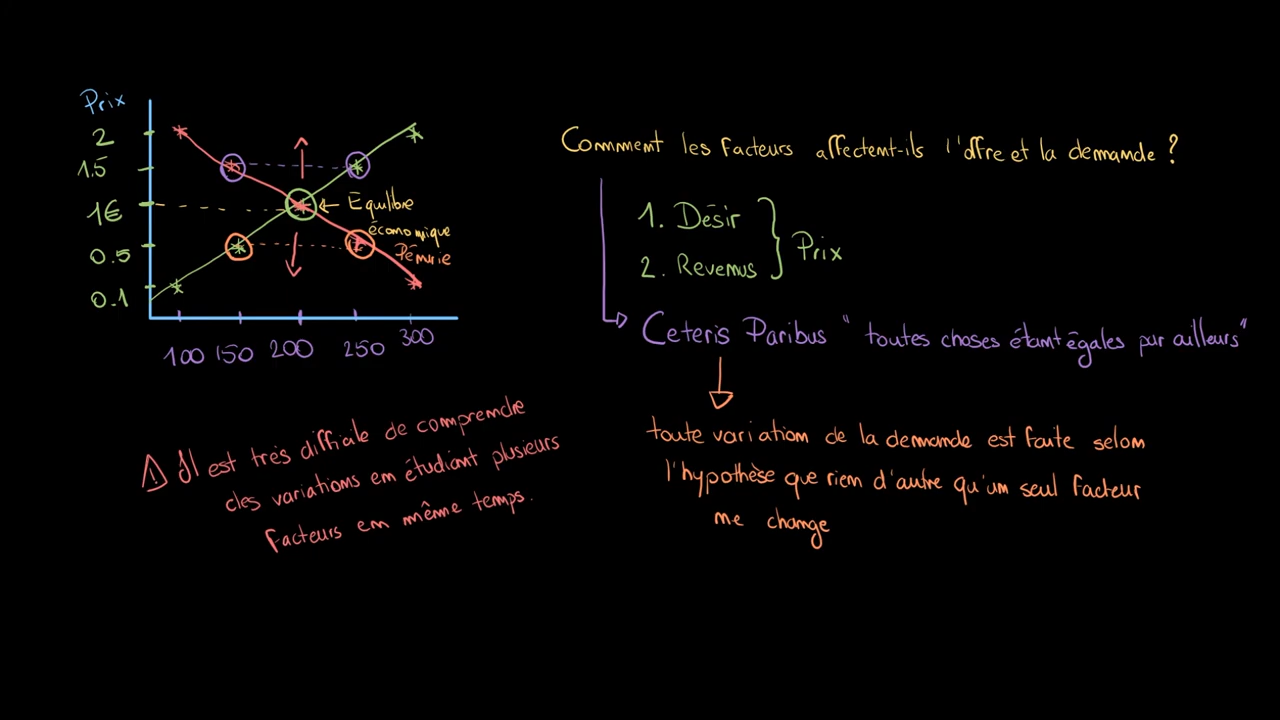 Prix
2
1.5
1€
0.5
0.1
100 150 200 250 300
← Equilibre
économique
Pénurie
Comment les facteurs affectent-ils l'offre et la demande ?
1. Désir
2. Revenus
Prix
Ceteris Paribus " toutes choses étant égales par ailleurs"
toute variation de la demande est faite selon
l'hypothèse que rien d'autre qu'un seul facteur
ne change
⚠ Il est très difficile de comprendre
des variations en étudiant plusieurs
facteurs en même temps.